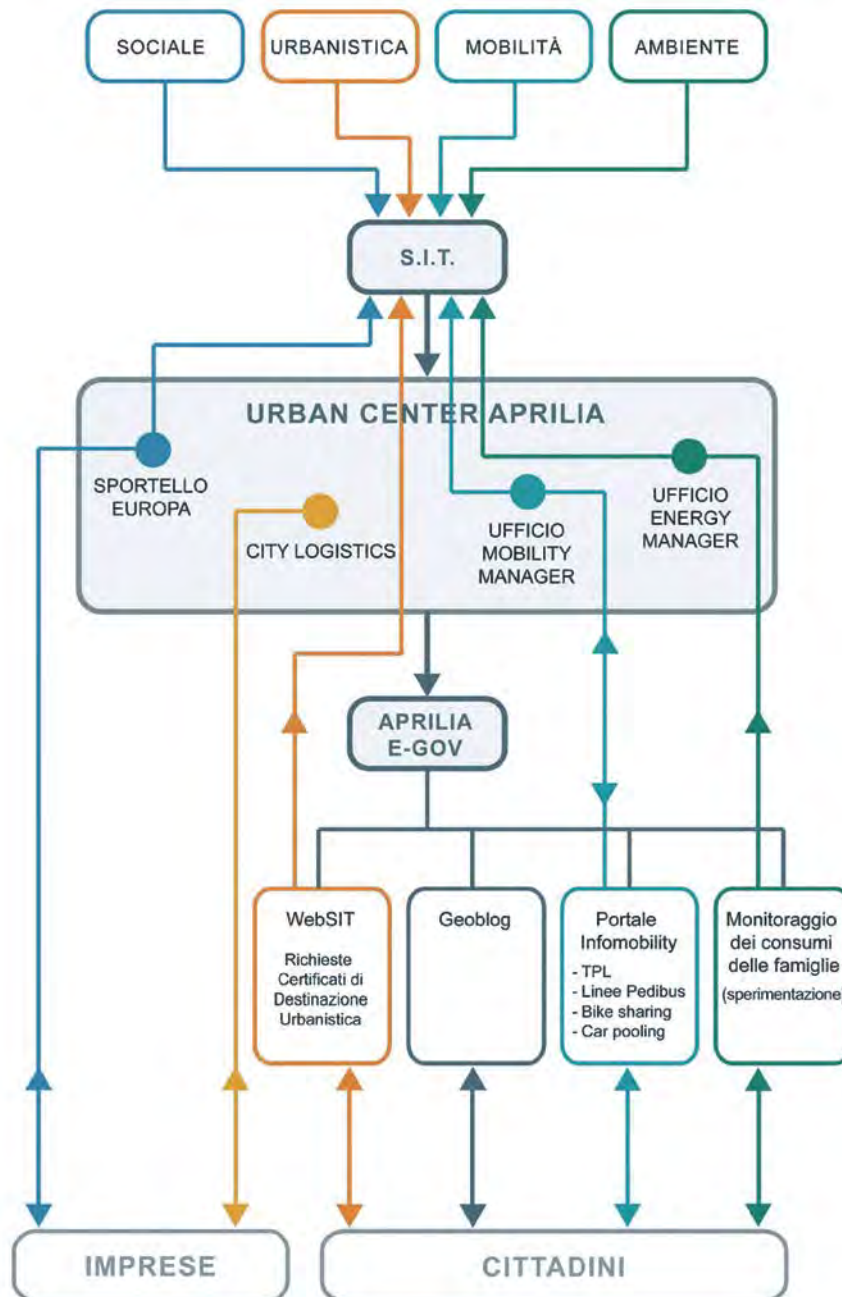 SOCIALE
URBANISTICA
MOBILITÀ
AMBIENTE
S.I.T.
URBAN CENTER APRILIA
SPORTELLO
EUROPA
CITY LOGISTICS
UFFICIO
MOBILITY
MANAGER
UFFICIO
ENERGY
MANAGER
APRILIA
E-GOV
WebSIT
Richieste
Certificati di
Destinazione
Urbanistica
Geoblog
Portale
Infomobility
- TPL
- Linee Pedibus
- Bike sharing
- Car pooling
Monitoraggio
dei consumi
delle famiglie
(sperimentazione)
IMPRESE
CITTADINI